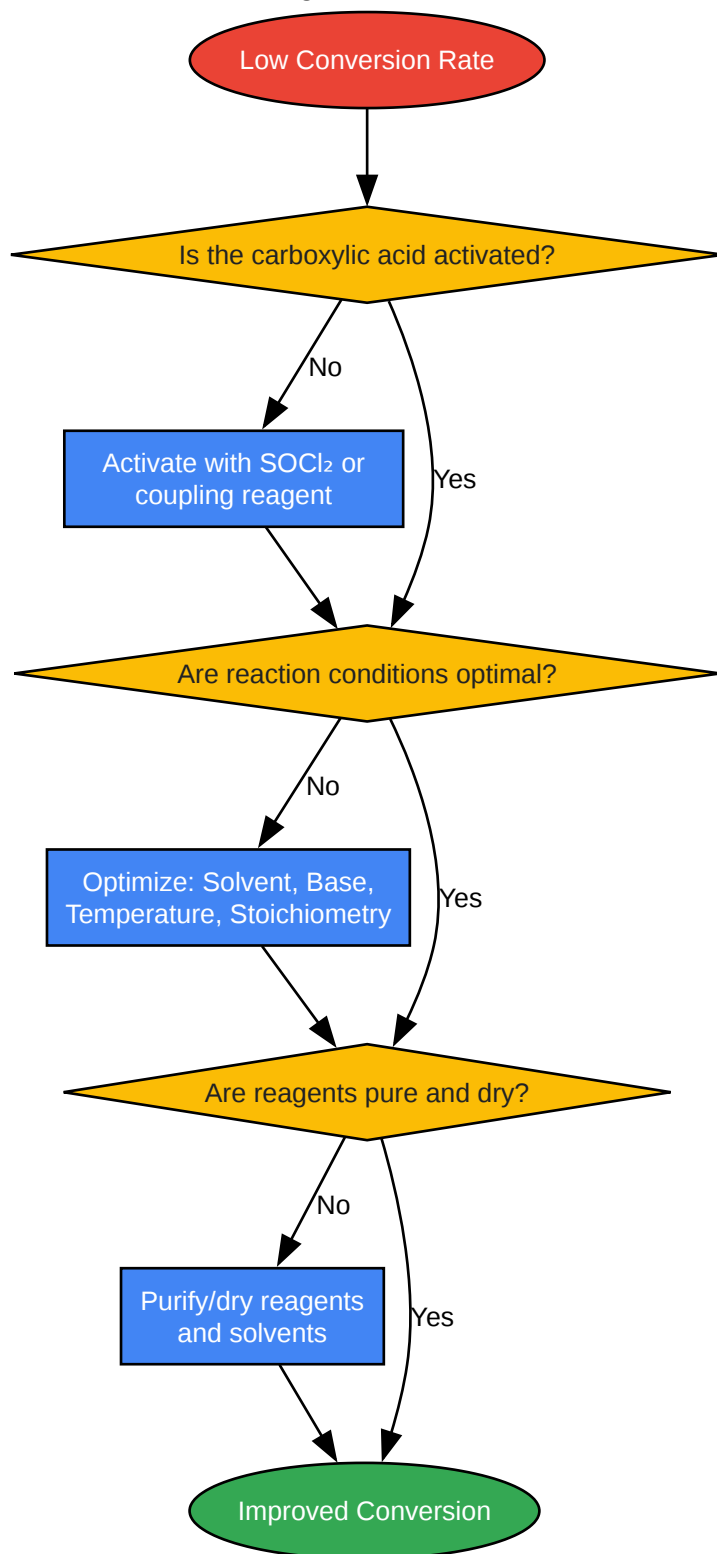 Low Conversion Rate
Is the carboxylic acid activated?
No
Activate with SOCl₂ or
coupling reagent
Yes
Are reaction conditions optimal?
No
Optimize: Solvent, Base,
Temperature, Stoichiometry
Yes
Are reagents pure and dry?
No
Purify/dry reagents
and solvents
Yes
Improved Conversion